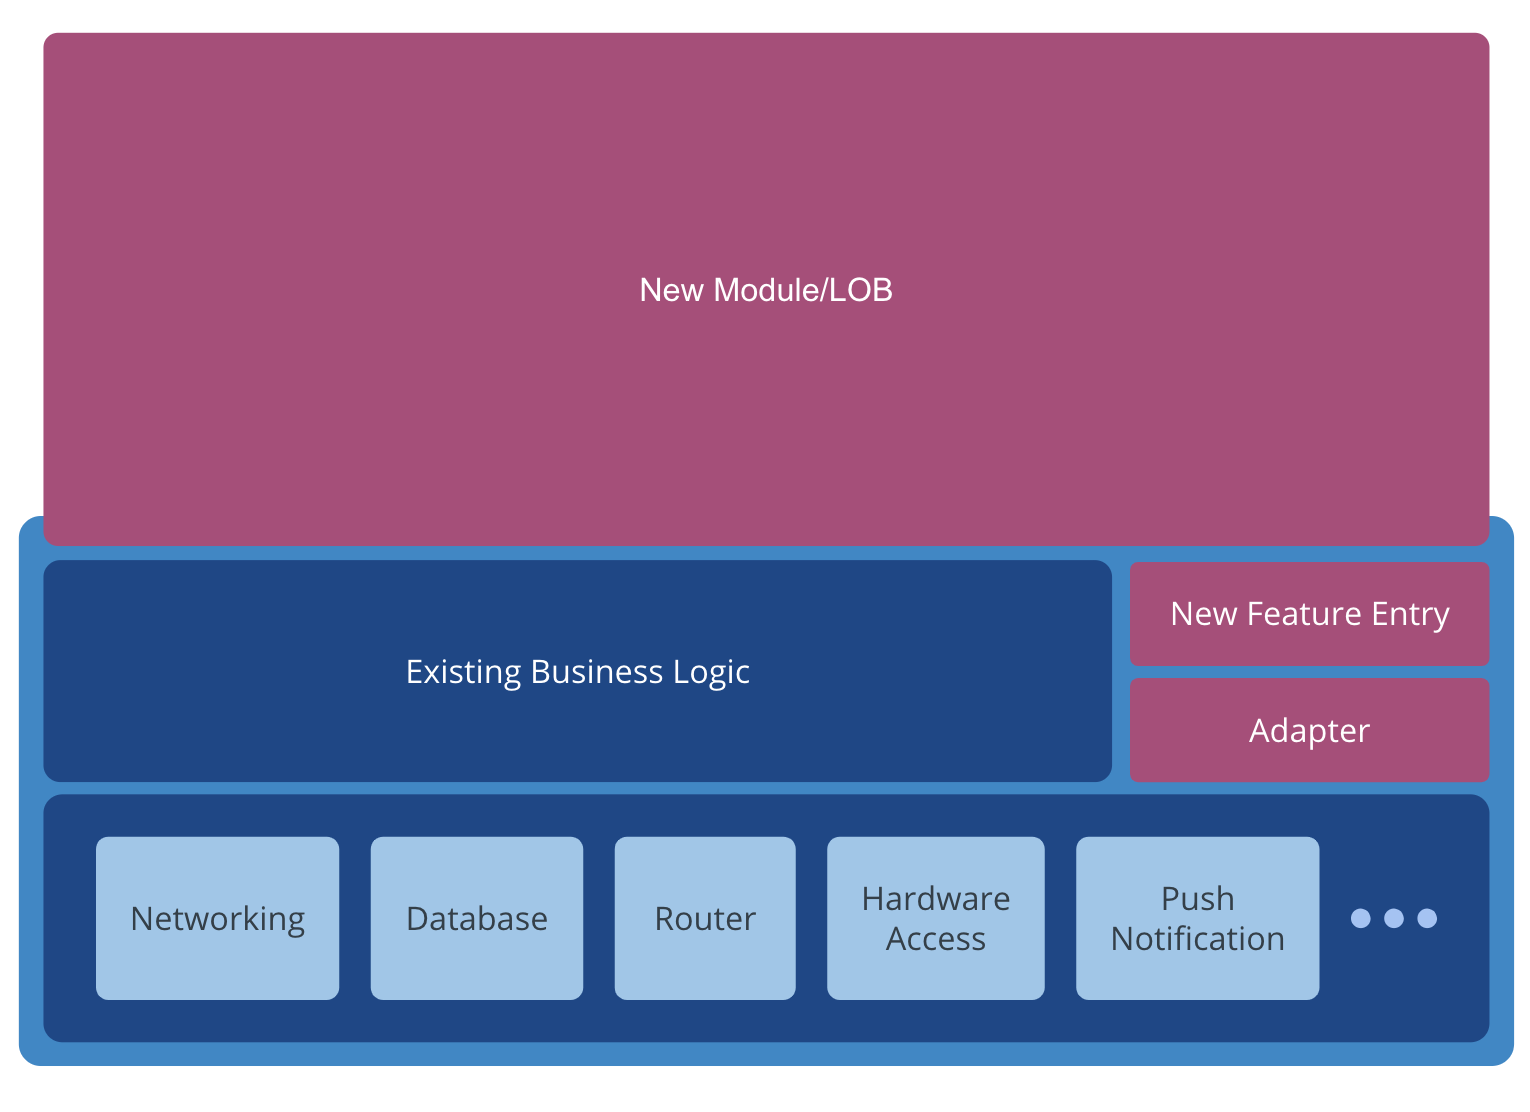 New Module/LOB
Existing Business Logic
New Feature Entry
Adapter
Networking
Database
Router
Hardware
Access
Push
Notification